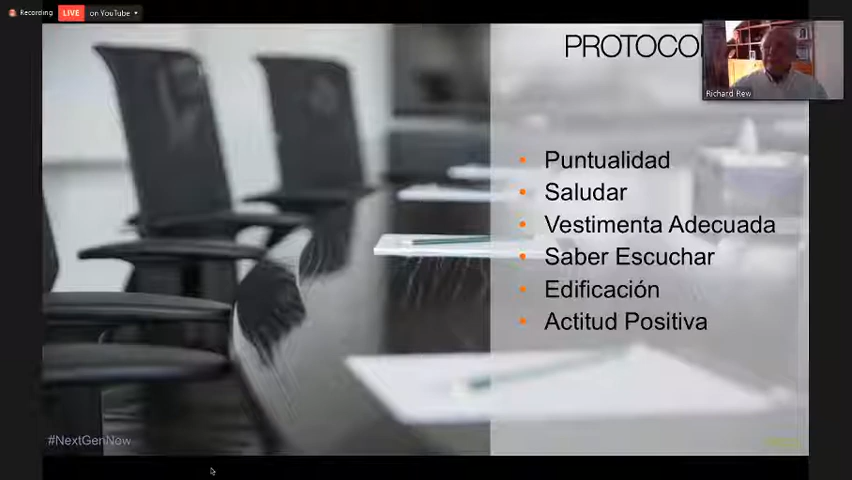 Recording
LIVE on YouTube
PROTOCO
Richard Rew
Puntualidad
Saludar
Vestimenta Adecuada
Saber Escuchar
Edificación
Actitud Positiva
#NextGenNow